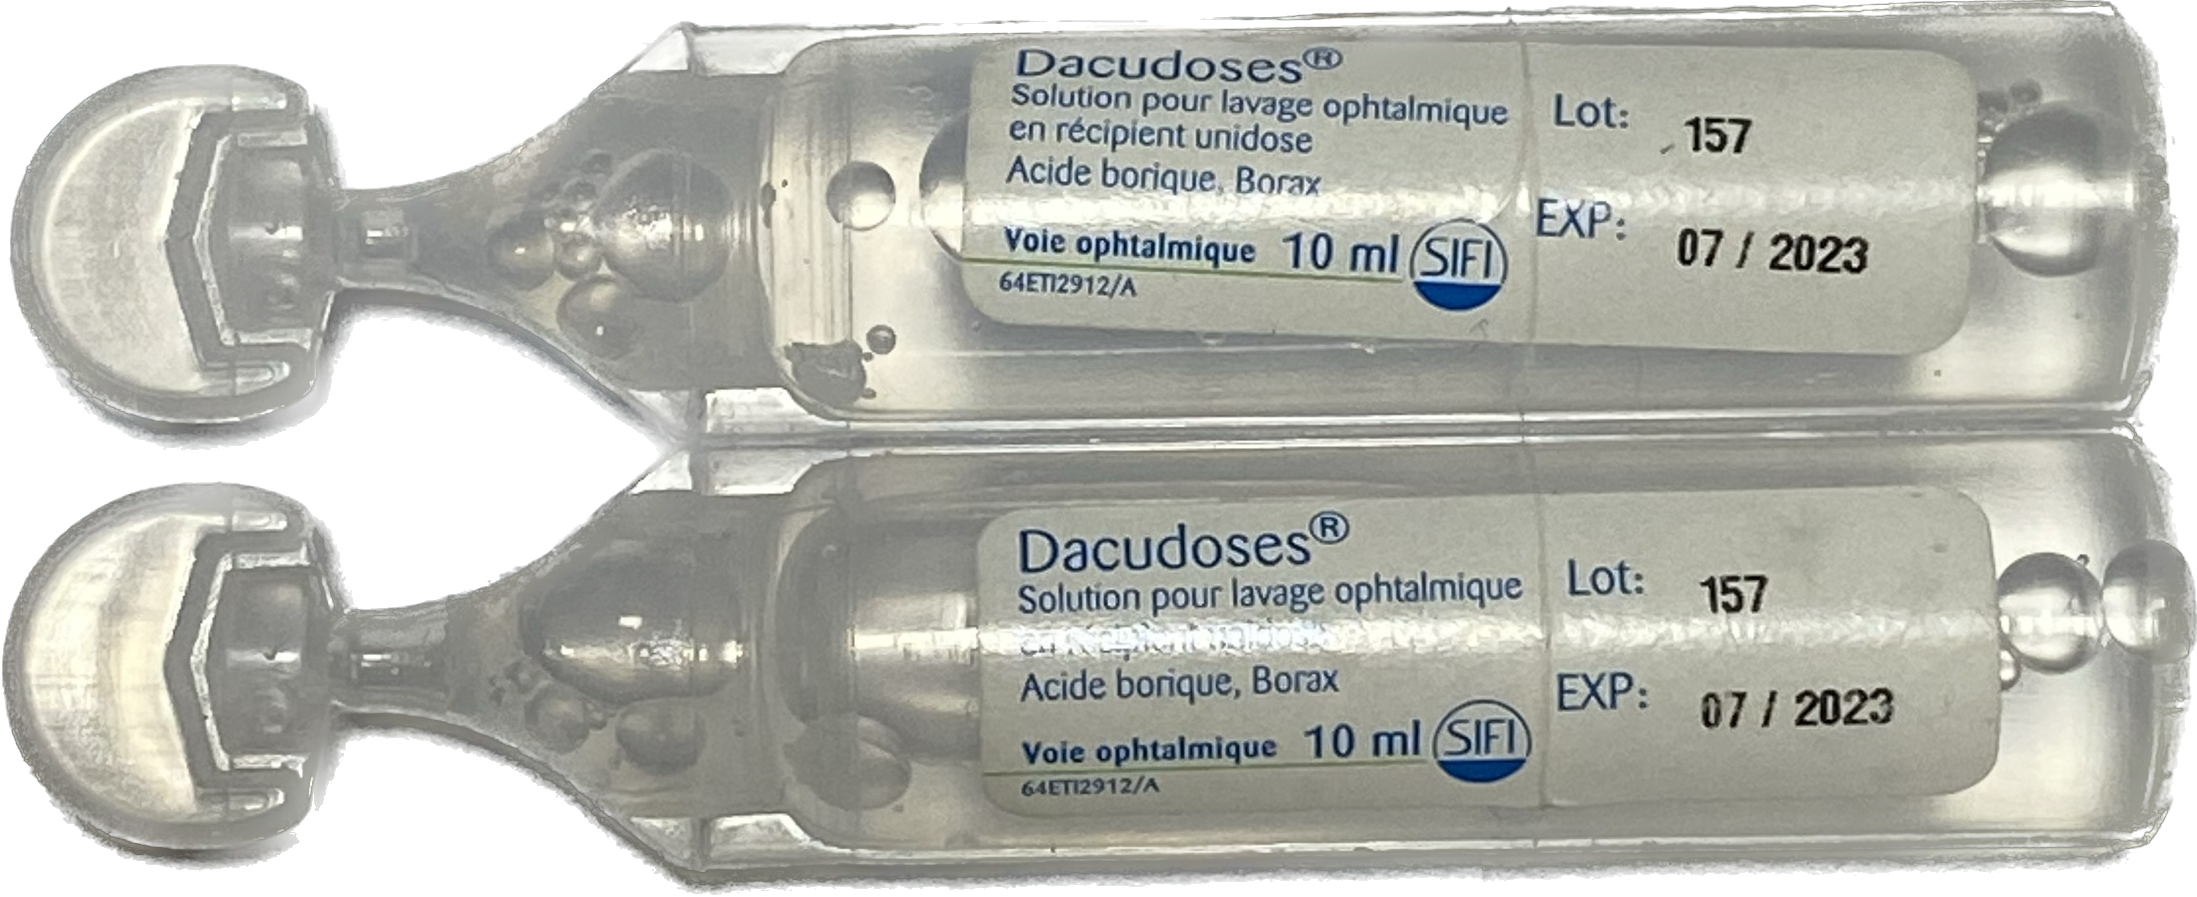 Dacudoses®
Solution pour lavage ophtalmique
en récipient unidose
Acide borique, Borax
Voie ophtalmique 10 ml SIFI
64ETI2912/A
Lot: 157
EXP: 07 / 2023
Dacudoses®
Solution pour lavage ophtalmique
Acide borique, Borax
Voie ophtalmique 10 ml SIFI
64ETI2912/A
Lot: 157
EXP: 07 / 2023